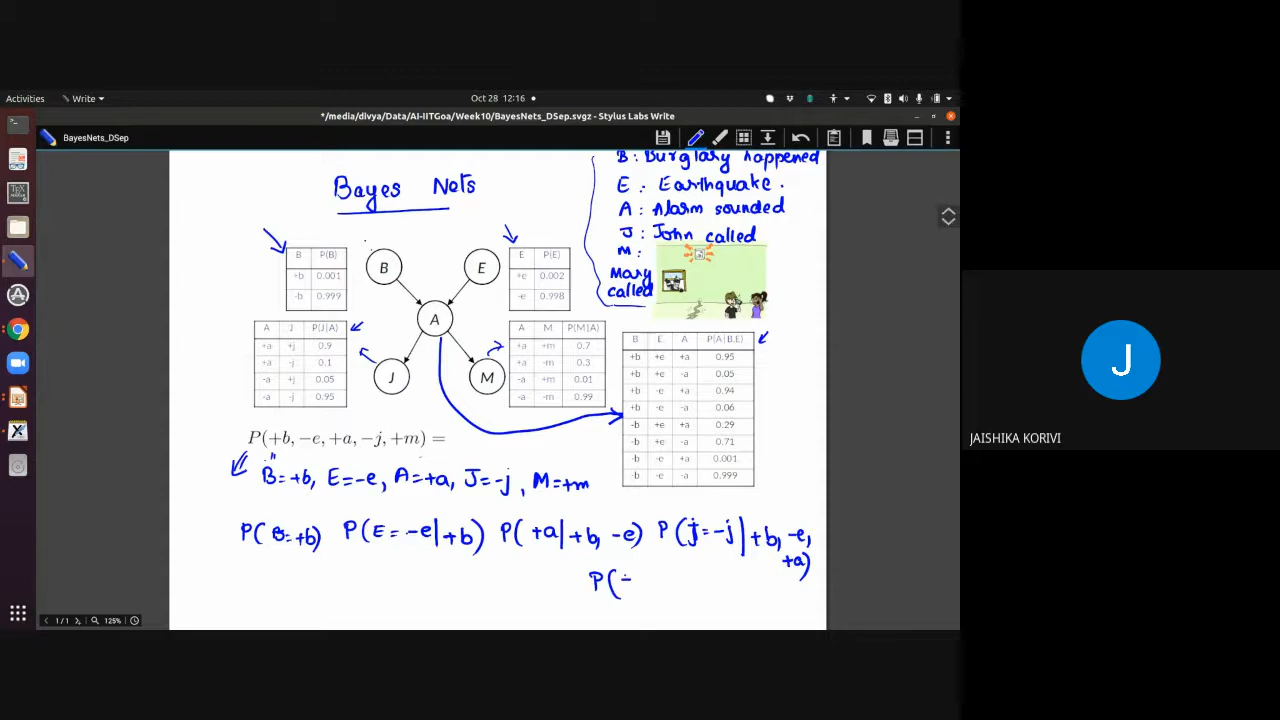 Activities Write Oct 28 12:16
*/media/divya/Data/AI-IITGoa/Week10/BayesNets_DSep.svgz - Stylus Labs Write
BayesNets_DSep
Bayes Nets
B: Burglary happened
E: Earthquake.
A: Alarm sounded
J: John called
M:
Mary
called
B P(B)
+b 0.001
-b 0.999
B
E
E P(E)
+e 0.002
-e 0.998
A
A J P(J|A)
+a +j 0.9
+a -j 0.1
-a +j 0.05
-a -j 0.95
J
M
A M P(M|A)
+a +m 0.7
+a -m 0.3
-a +m 0.01
-a -m 0.99
B E A P(A|B,E)
+b +e +a 0.95
+b +e -a 0.05
+b -e +a 0.94
+b -e -a 0.06
-b +e +a 0.29
-b +e -a 0.71
-b -e +a 0.001
-b -e -a 0.999
P(+b, −e, +a, −j, +m) =
B=+b, E=-e, A=+a, J=-j, M=+m
P(B=+b) P(E=-e|+b) P(+a|+b,-e) P(J=-j|+b,-e,
+a)
P(
1/1 125%
J
JAISHIKA KORIVI